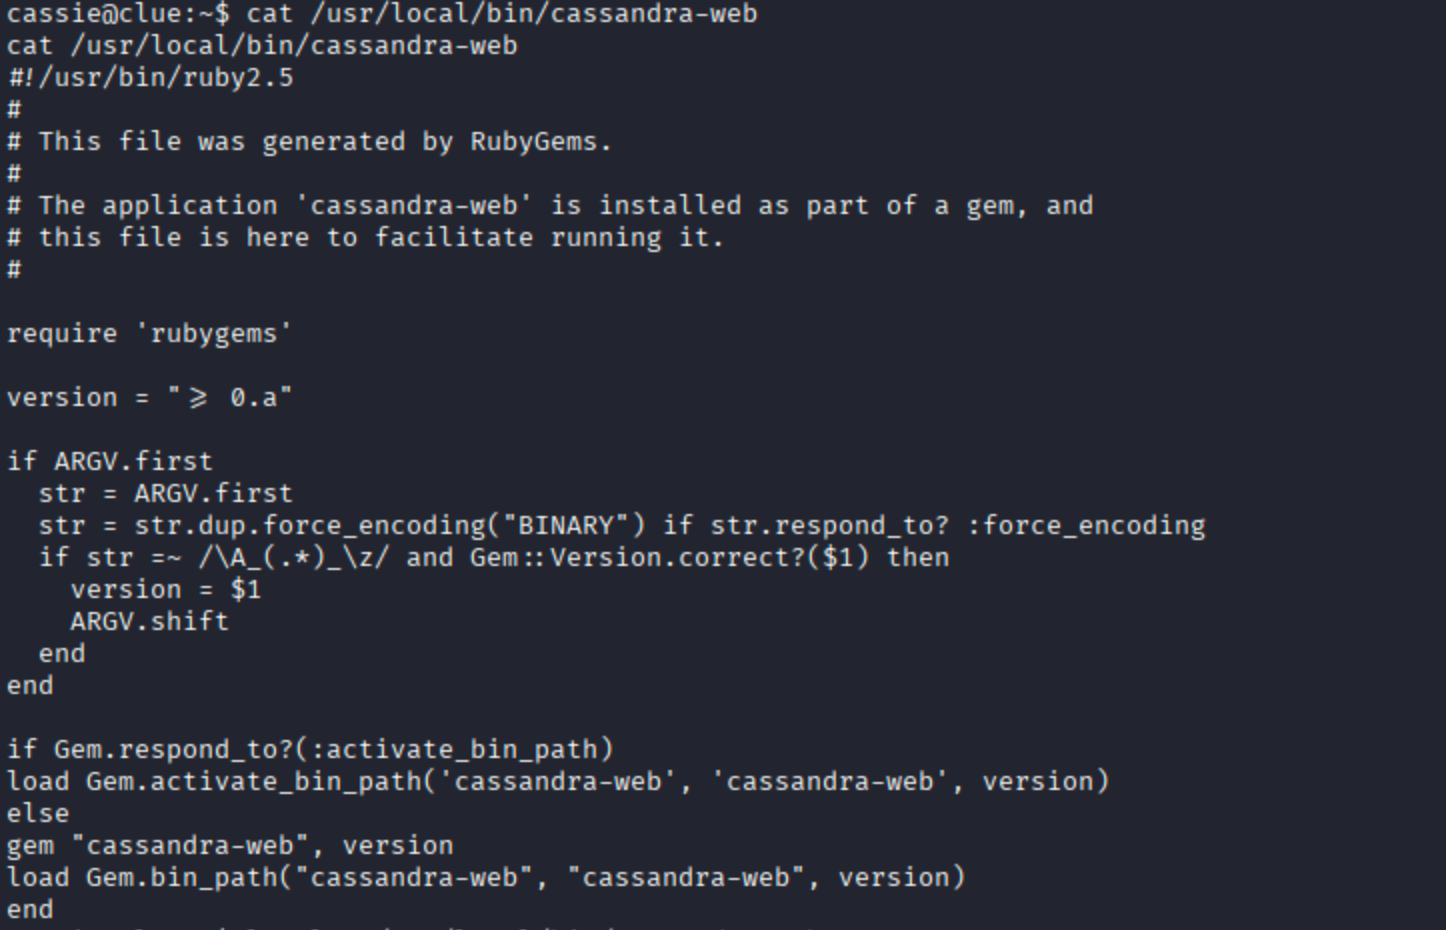 cassie@clue:~$ cat /usr/local/bin/cassandra-web
cat /usr/local/bin/cassandra-web
#!/usr/bin/ruby2.5
#
# This file was generated by RubyGems.
#
# The application 'cassandra-web' is installed as part of a gem, and
# this file is here to facilitate running it.
#
require 'rubygems'
version = "≥ 0.a"
if ARGV.first
  str = ARGV.first
  str = str.dup.force_encoding("BINARY") if str.respond_to? :force_encoding
  if str =~ /\A_(.*)_\z/ and Gem::Version.correct?($1) then
    version = $1
    ARGV.shift
  end
end
if Gem.respond_to?(:activate_bin_path)
load Gem.activate_bin_path('cassandra-web', 'cassandra-web', version)
else
gem "cassandra-web", version
load Gem.bin_path("cassandra-web", "cassandra-web", version)
end